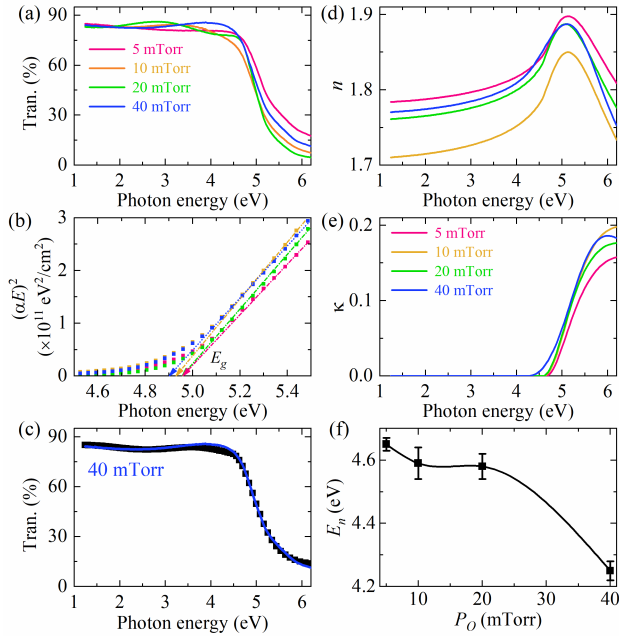 (a)
90
60
30
0
Tran. (%)
5 mTorr
10 mTorr
20 mTorr
40 mTorr
1 2 3 4 5 6
Photon energy (eV)
(d)
1.9
1.8
1.7
n
1 2 3 4 5 6
Photon energy (eV)
(b)
3
2
1
0
(αE)²
(×10¹¹ eV²/cm²)
E_g
4.6 4.8 5.0 5.2 5.4
Photon energy (eV)
(e)
0.2
0.1
0.0
κ
5 mTorr
10 mTorr
20 mTorr
40 mTorr
1 2 3 4 5 6
Photon energy (eV)
(c)
90
60
30
0
Tran. (%)
40 mTorr
1 2 3 4 5 6
Photon energy (eV)
(f)
4.6
4.4
4.2
E_n (eV)
10 20 30 40
P_O (mTorr)